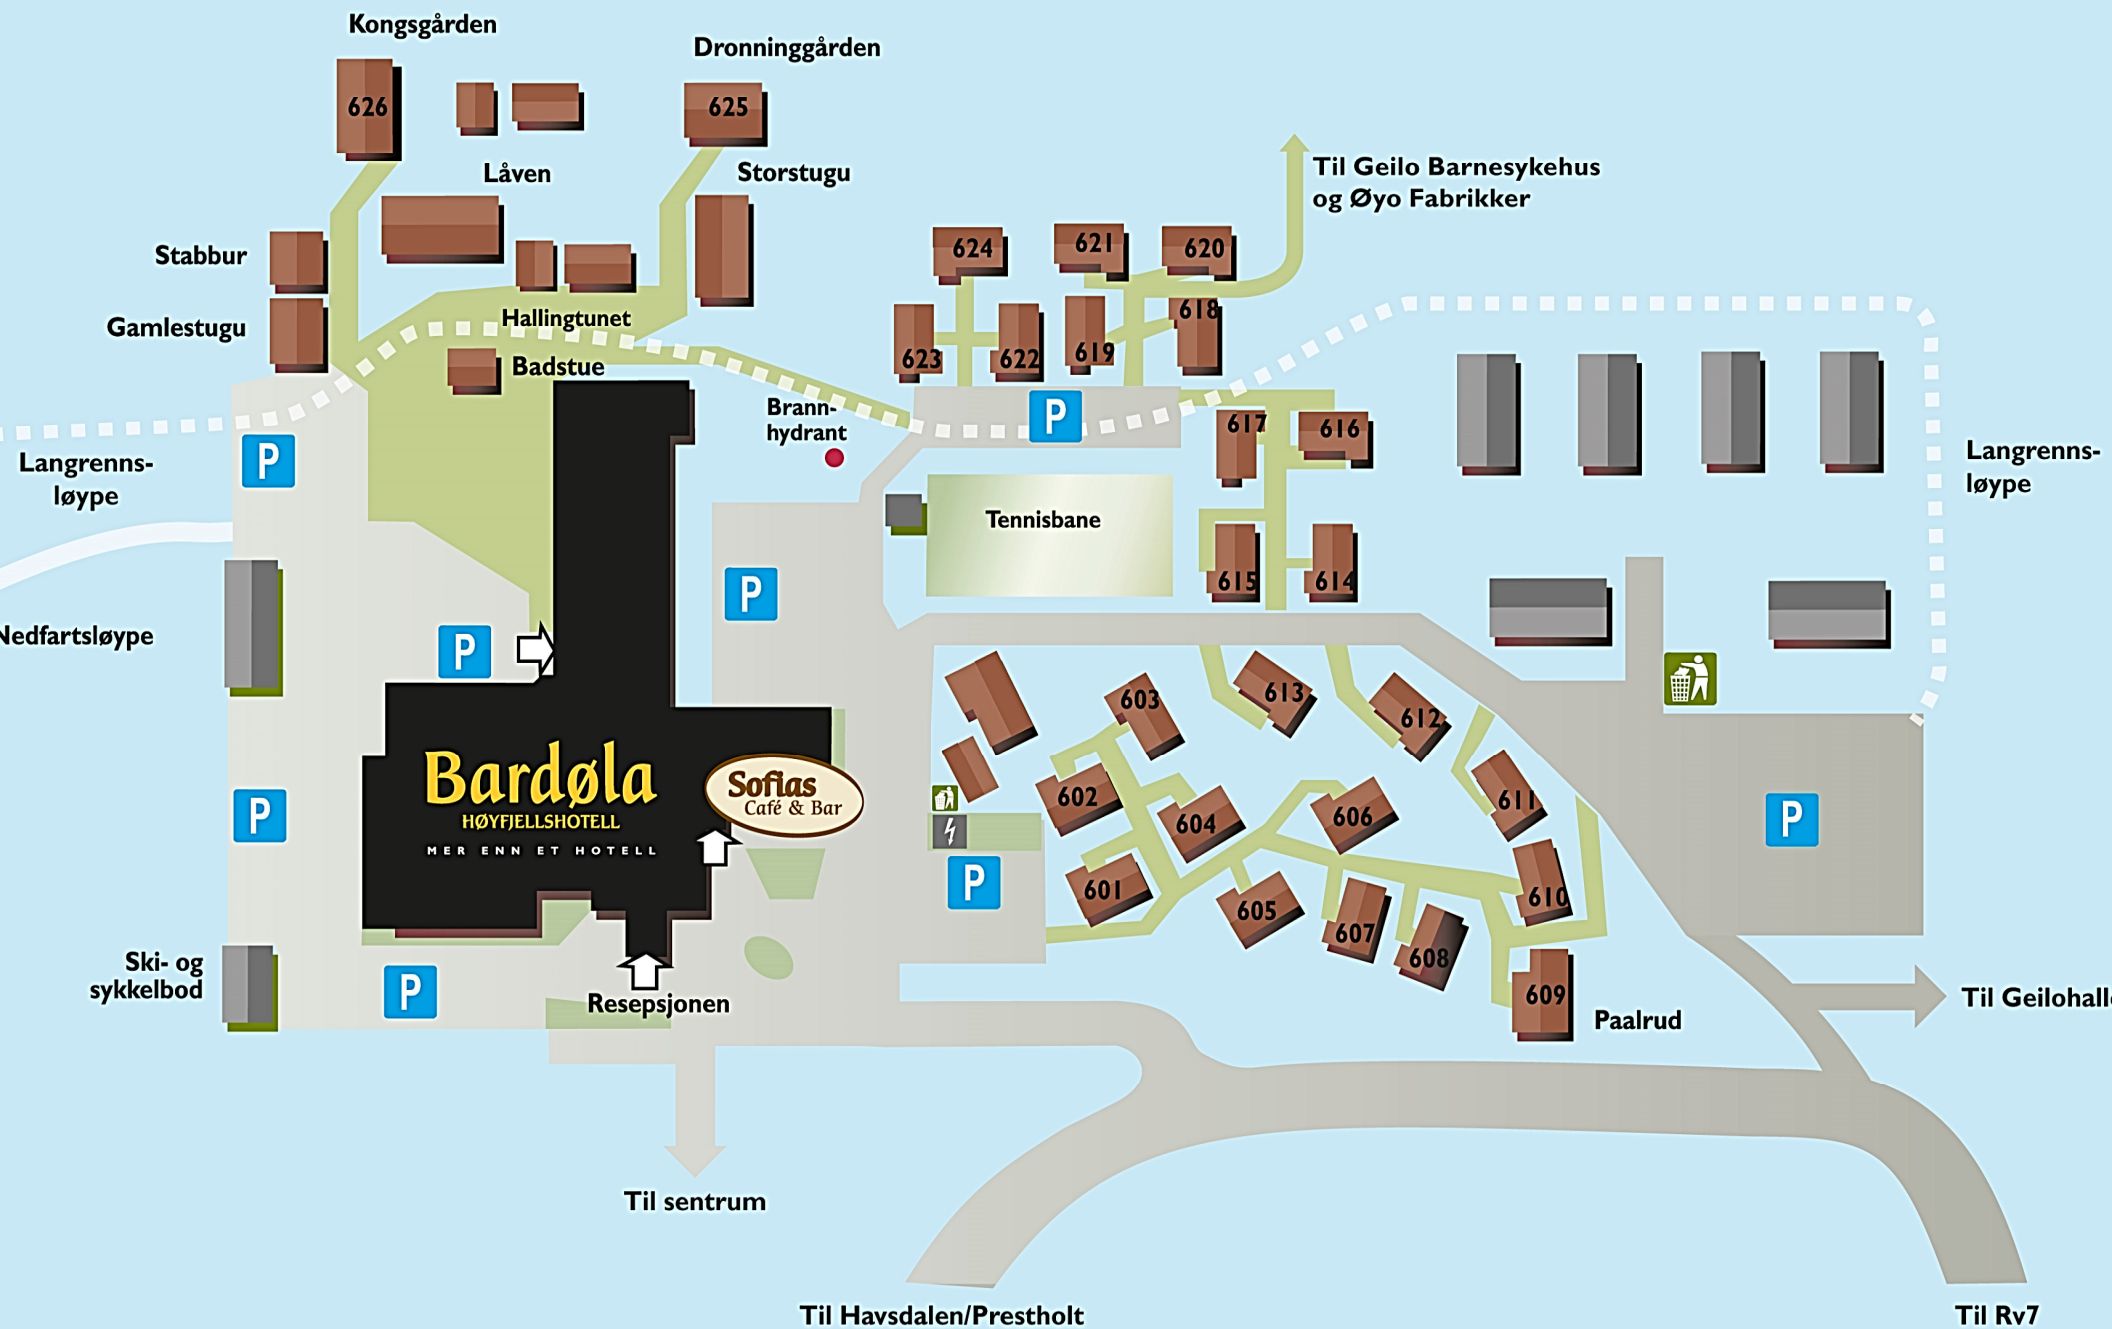 Kongsgården
Dronninggården
626
625
Låven
Storstugu
Til Geilo Barnesykehus
og Øyo Fabrikker
Stabbur
624
621
620
Gamlestugu
Hallingtunet
618
623
622
619
Badstue
Brann-
hydrant
P
617
616
P
Langrenns-
løype
Langrenns-
løype
Tennisbane
615
614
P
Nedfartsløype
P
603
613
612
Bardøla
HØYFJELLSHOTELL
MER ENN ET HOTELL
Sofias
Café & Bar
602
604
606
611
P
P
601
605
607
608
610
P
Ski- og
sykkelbod
P
Resepsjonen
609
Paalrud
Til Geilohall
Til sentrum
Til Havsdalen/Prestholt
Til Rv7